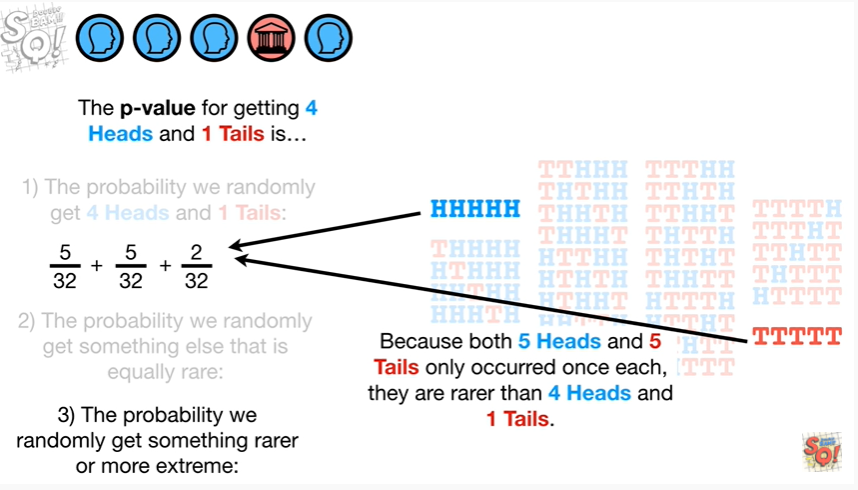 DOUBLE
BAM!!!
SQ!
The p-value for getting 4
Heads and 1 Tails is...
1) The probability we randomly
get 4 Heads and 1 Tails:
5/32 + 5/32 + 2/32
2) The probability we randomly
get something else that is
equally rare:
3) The probability we
randomly get something rarer
or more extreme:
HHHHH
THHHH
HTHHH
HHTHH
HHHTH
TTHHH
THTHH
THHTH
THHHT
HTTHH
HTHTH
HTHHT
TTTHH
TTHTH
TTHHT
THTTH
THTHT
THHTT
HTTTH
TTTTH
TTTHT
TTHTT
THTTT
HTTTT
TTTTT
Because both 5 Heads and 5
Tails only occurred once each,
they are rarer than 4 Heads and
1 Tails.
SQ!